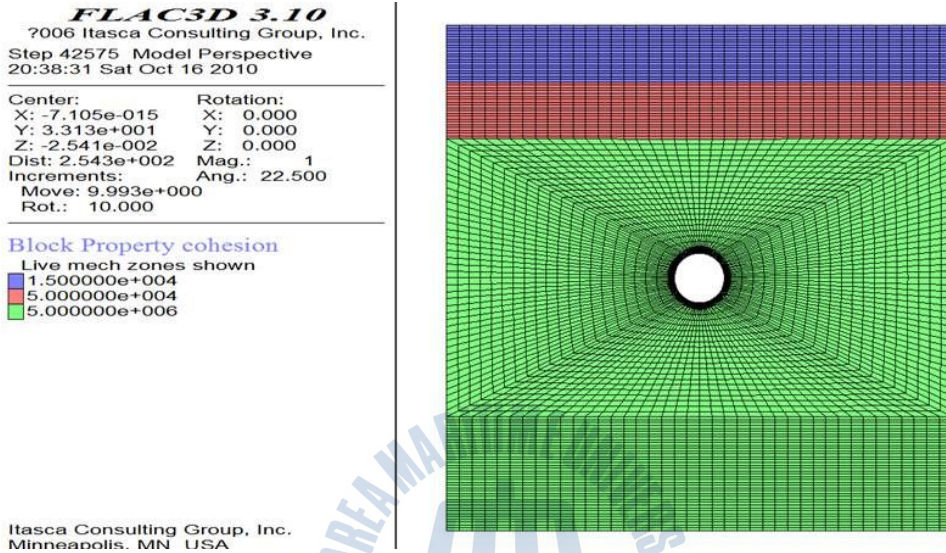 FLAC3D 3.10
?006 Itasca Consulting Group, Inc.
Step 42575 Model Perspective
20:38:31 Sat Oct 16 2010
Center: Rotation:
X: -7.105e-015 X: 0.000
Y: 3.313e+001 Y: 0.000
Z: -2.541e-002 Z: 0.000
Dist: 2.543e+002 Mag.: 1
Increments: Ang.: 22.500
Move: 9.993e+000
Rot.: 10.000
Block Property cohesion
Live mech zones shown
1.500000e+004
5.000000e+004
5.000000e+006
Itasca Consulting Group, Inc.
Minneapolis, MN USA
MARITIME